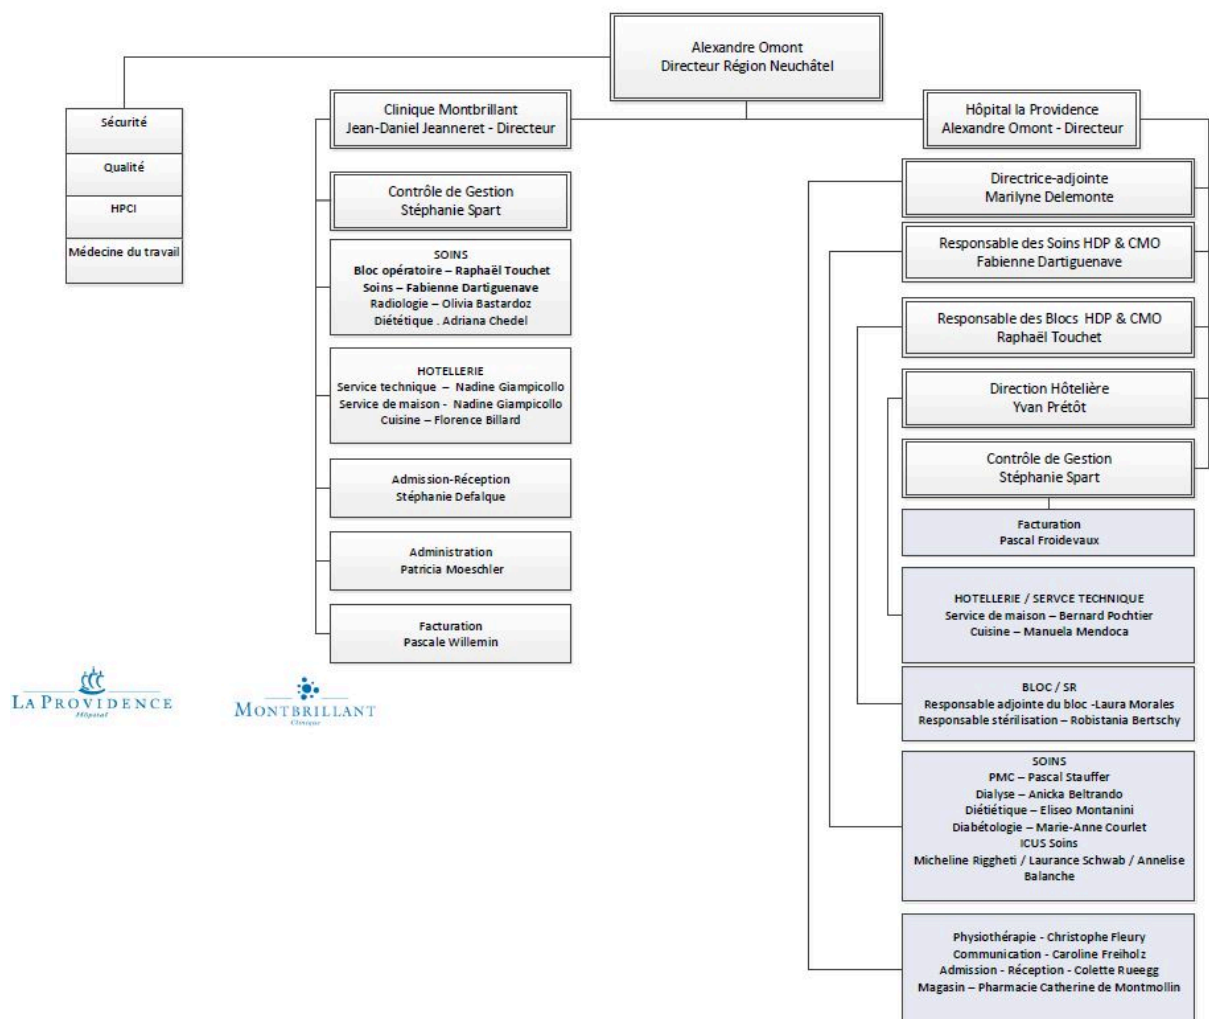 Alexandre Omont
Directeur Région Neuchâtel
Sécurité
Qualité
HPCI
Médecine du travail
Clinique Montbrillant
Jean-Daniel Jeanneret - Directeur
Contrôle de Gestion
Stéphanie Spart
SOINS
Bloc opératoire – Raphaël Touchet
Soins – Fabienne Dartiguenave
Radiologie – Olivia Bastardoz
Diététique . Adriana Chedel
HOTELLERIE
Service technique – Nadine Giampicollo
Service de maison - Nadine Giampicollo
Cuisine – Florence Billard
Admission-Réception
Stéphanie Defalque
Administration
Patricia Moeschler
Facturation
Pascale Willemin
Hôpital la Providence
Alexandre Omont - Directeur
Directrice-adjointe
Marilyne Delemonte
Responsable des Soins HDP & CMO
Fabienne Dartiguenave
Responsable des Blocs HDP & CMO
Raphaël Touchet
Direction Hôtelière
Yvan Prétôt
Contrôle de Gestion
Stéphanie Spart
Facturation
Pascal Froidevaux
HOTELLERIE / SERVCE TECHNIQUE
Service de maison – Bernard Pochtier
Cuisine – Manuela Mendoca
BLOC / SR
Responsable adjointe du bloc -Laura Morales
Responsable stérilisation – Robistania Bertschy
SOINS
PMC – Pascal Stauffer
Dialyse – Anicka Beltrando
Diétiétique – Eliseo Montanini
Diabétologie – Marie-Anne Courlet
ICUS Soins
Micheline Riggheti / Laurance Schwab / Annelise
Balanche
Physiothérapie - Christophe Fleury
Communication - Caroline Freiholz
Admission - Réception - Colette Rueegg
Magasin – Pharmacie Catherine de Montmollin
LA PROVIDENCE
Hôpital
MONTBRILLANT
Clinique